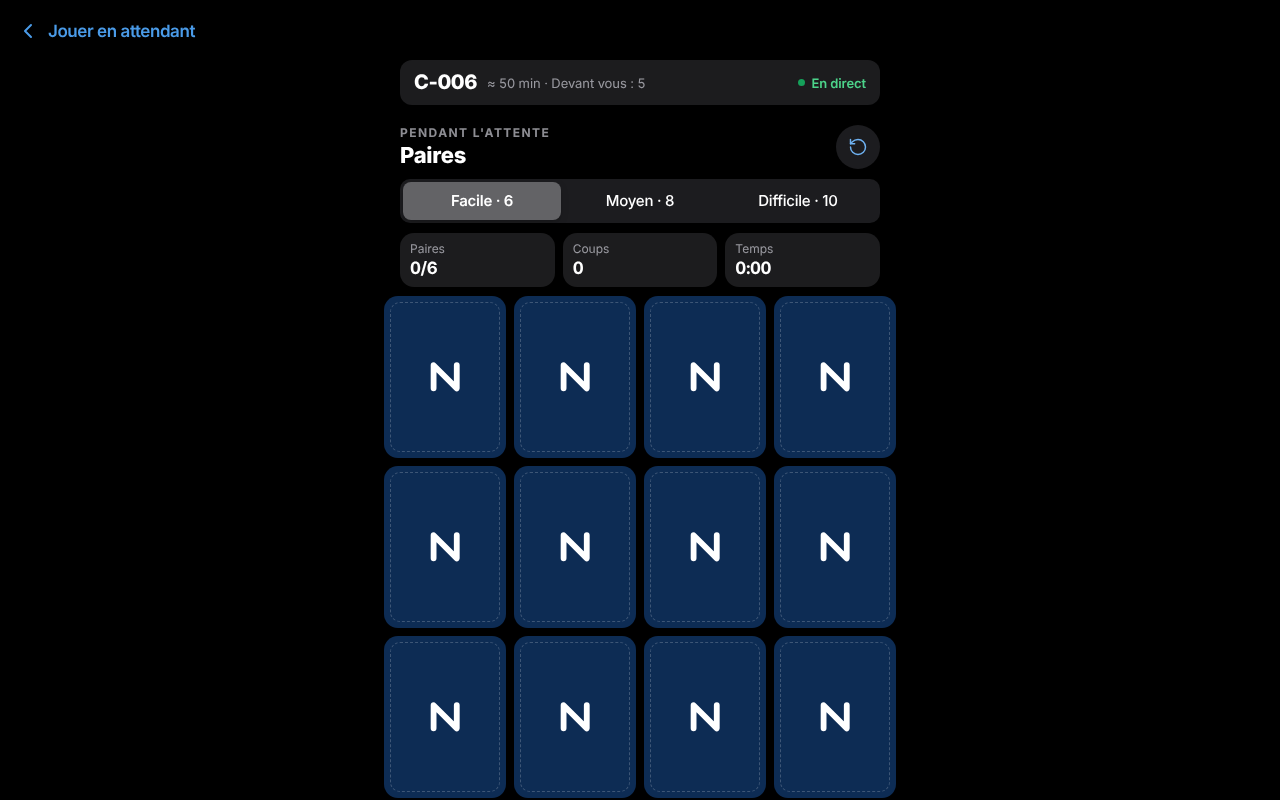 Jouer en attendant
C-006 ≈ 50 min · Devant vous : 5 En direct
PENDANT L'ATTENTE
Paires
Facile · 6 Moyen · 8 Difficile · 10
Paires Coups Temps
0/6 0 0:00
N N N N
N N N N
N N N N